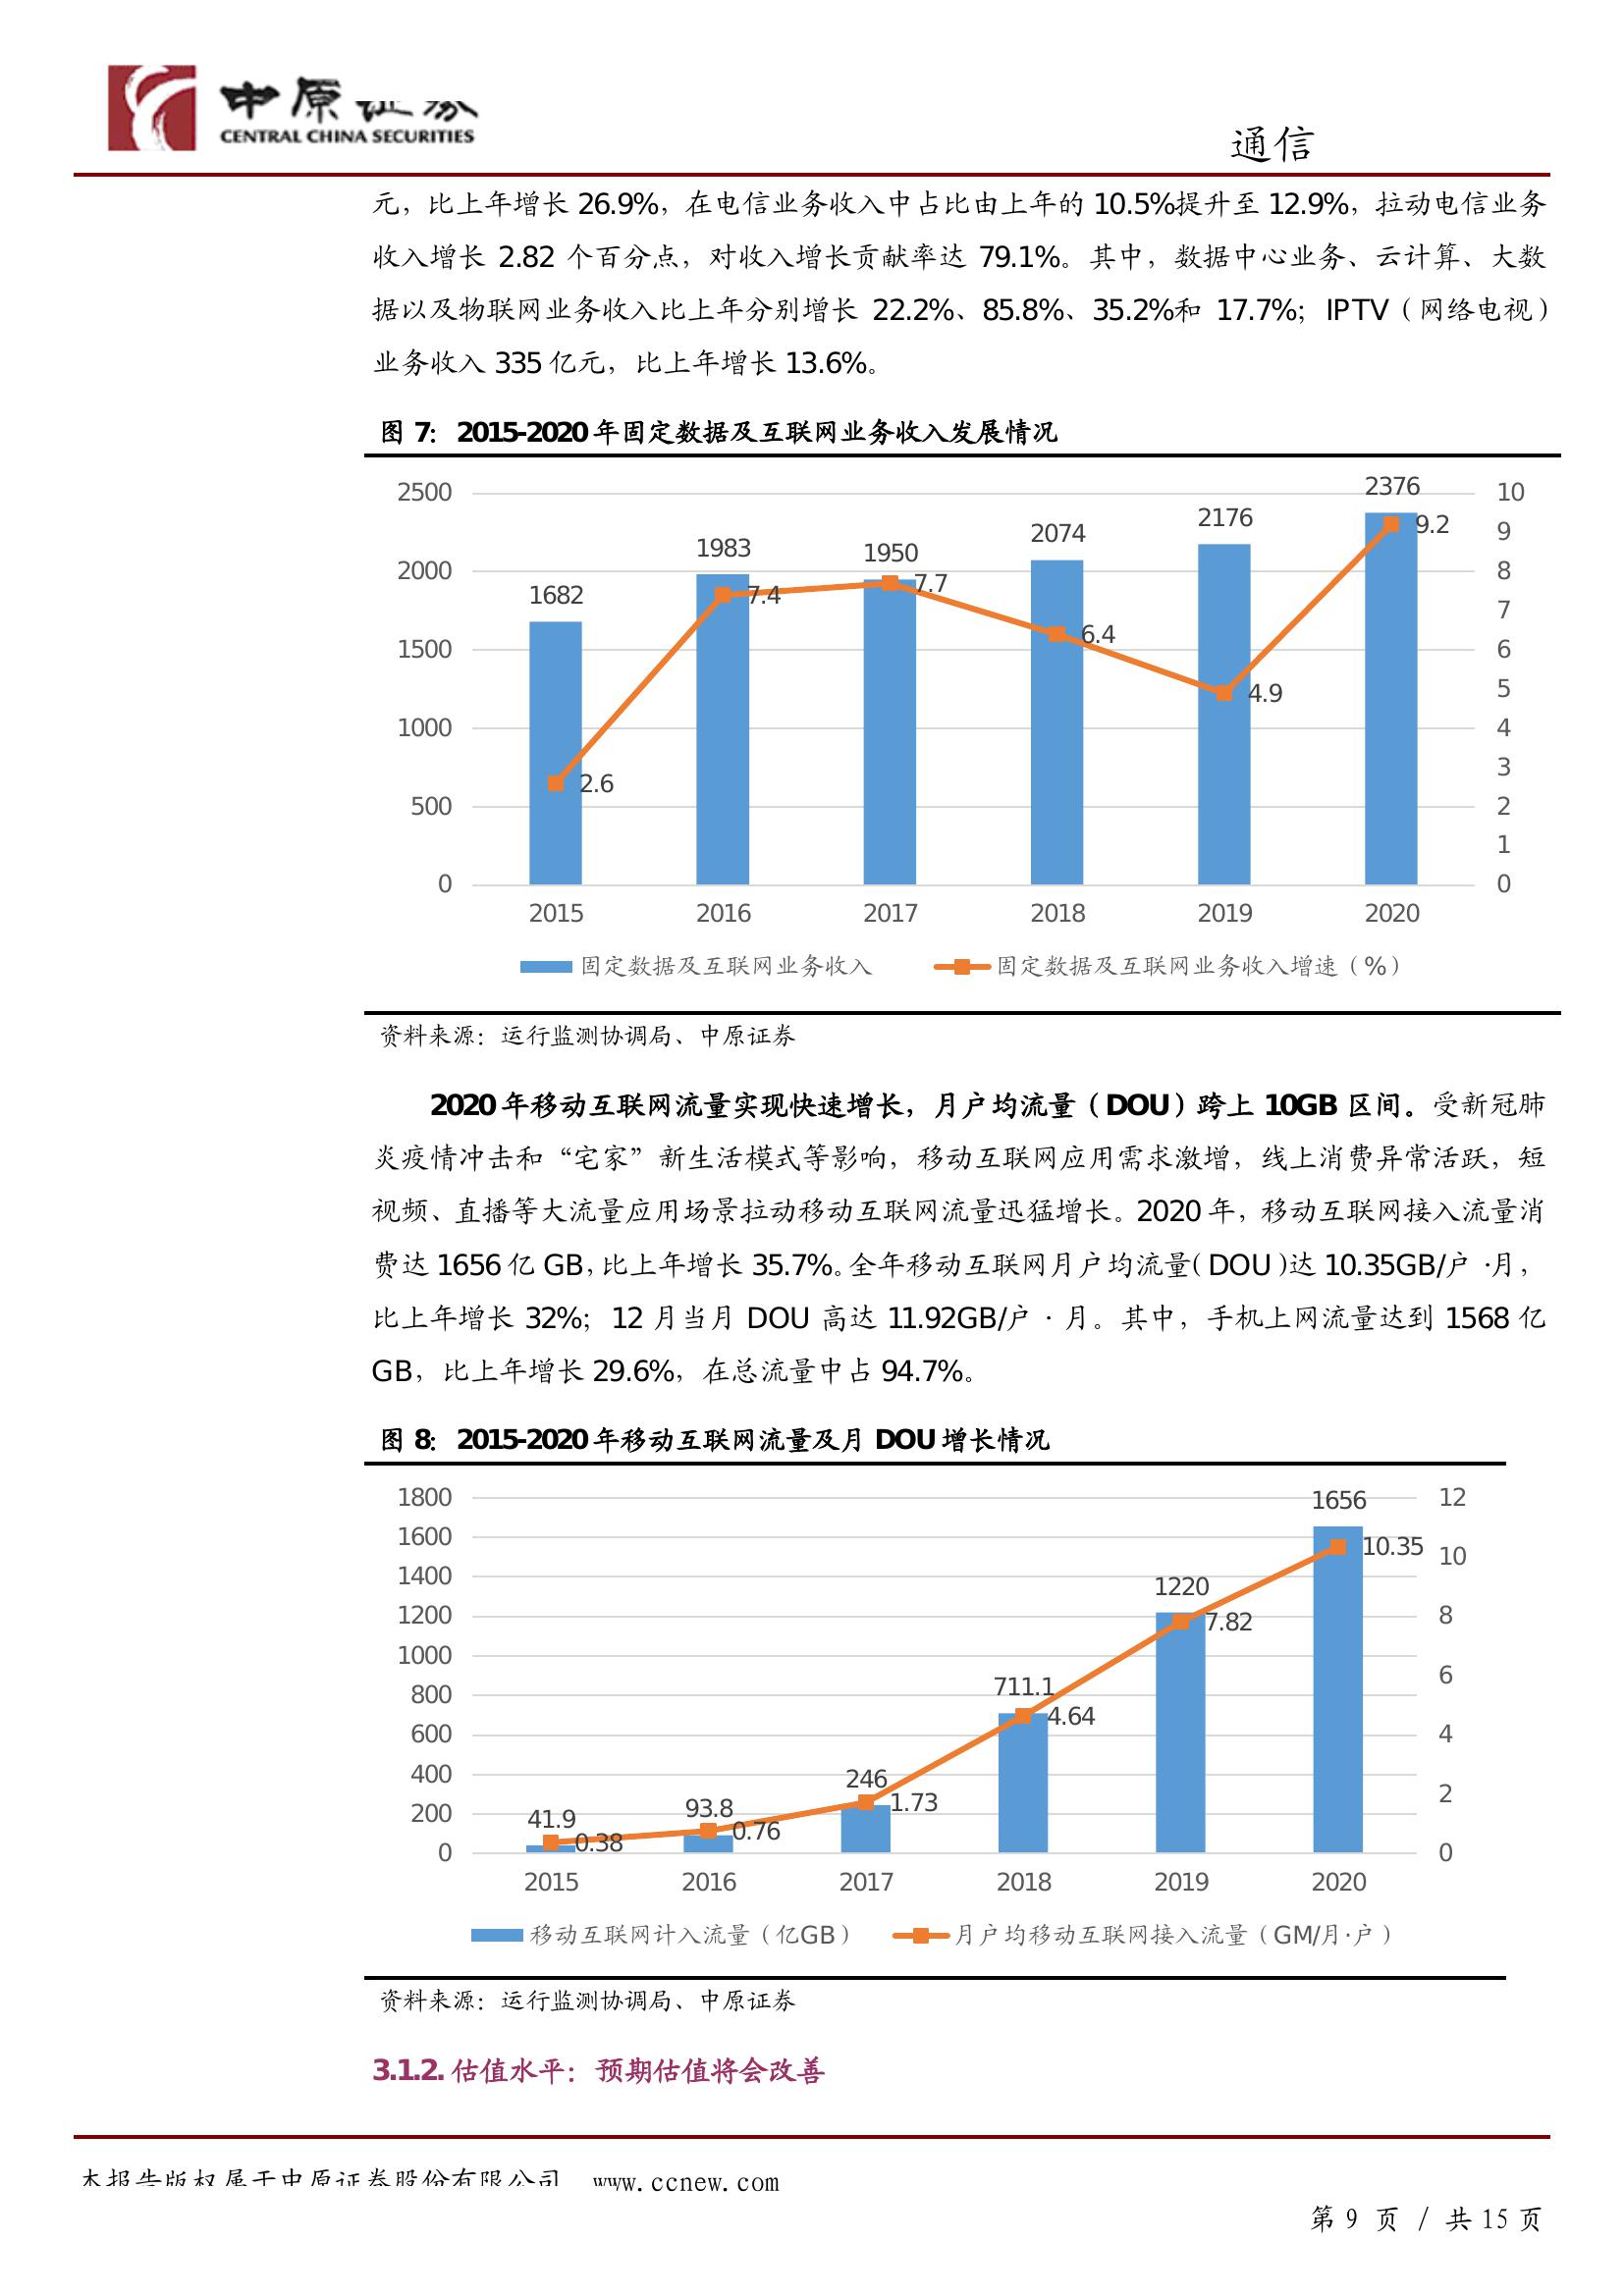 中原证券
CENTRAL CHINA SECURITIES
通信
元，比上年增长 26.9%，在电信业务收入中占比由上年的 10.5%提升至 12.9%，拉动电信业务
收入增长 2.82 个百分点，对收入增长贡献率达 79.1%。其中，数据中心业务、云计算、大数
据以及物联网业务收入比上年分别增长 22.2%、85.8%、35.2%和 17.7%；IPTV（网络电视）
业务收入 335 亿元，比上年增长 13.6%。
图 7：2015-2020 年固定数据及互联网业务收入发展情况
2500
2000
1500
1000
500
0
1682
1983
1950
2074
2176
2376
2.6
7.4
7.7
6.4
4.9
9.2
10
9
8
7
6
5
4
3
2
1
0
2015 2016 2017 2018 2019 2020
固定数据及互联网业务收入 固定数据及互联网业务收入增速（%）
资料来源：运行监测协调局、中原证券
2020 年移动互联网流量实现快速增长，月户均流量（DOU）跨上 10GB 区间。受新冠肺
炎疫情冲击和“宅家”新生活模式等影响，移动互联网应用需求激增，线上消费异常活跃，短
视频、直播等大流量应用场景拉动移动互联网流量迅猛增长。2020 年，移动互联网接入流量消
费达 1656 亿 GB，比上年增长 35.7%。全年移动互联网月户均流量（DOU）达 10.35GB/户·月，
比上年增长 32%；12 月当月 DOU 高达 11.92GB/户·月。其中，手机上网流量达到 1568 亿
GB，比上年增长 29.6%，在总流量中占 94.7%。
图 8：2015-2020 年移动互联网流量及月 DOU 增长情况
1800
1600
1400
1200
1000
800
600
400
200
0
41.9
93.8
246
711.1
1220
1656
0.38
0.76
1.73
4.64
7.82
10.35
12
10
8
6
4
2
0
2015 2016 2017 2018 2019 2020
移动互联网计入流量（亿GB） 月户均移动互联网接入流量（GM/月·户）
资料来源：运行监测协调局、中原证券
3.1.2. 估值水平：预期估值将会改善
本报告版权属于中原证券股份有限公司 www.ccnew.com
第 9 页 / 共 15 页